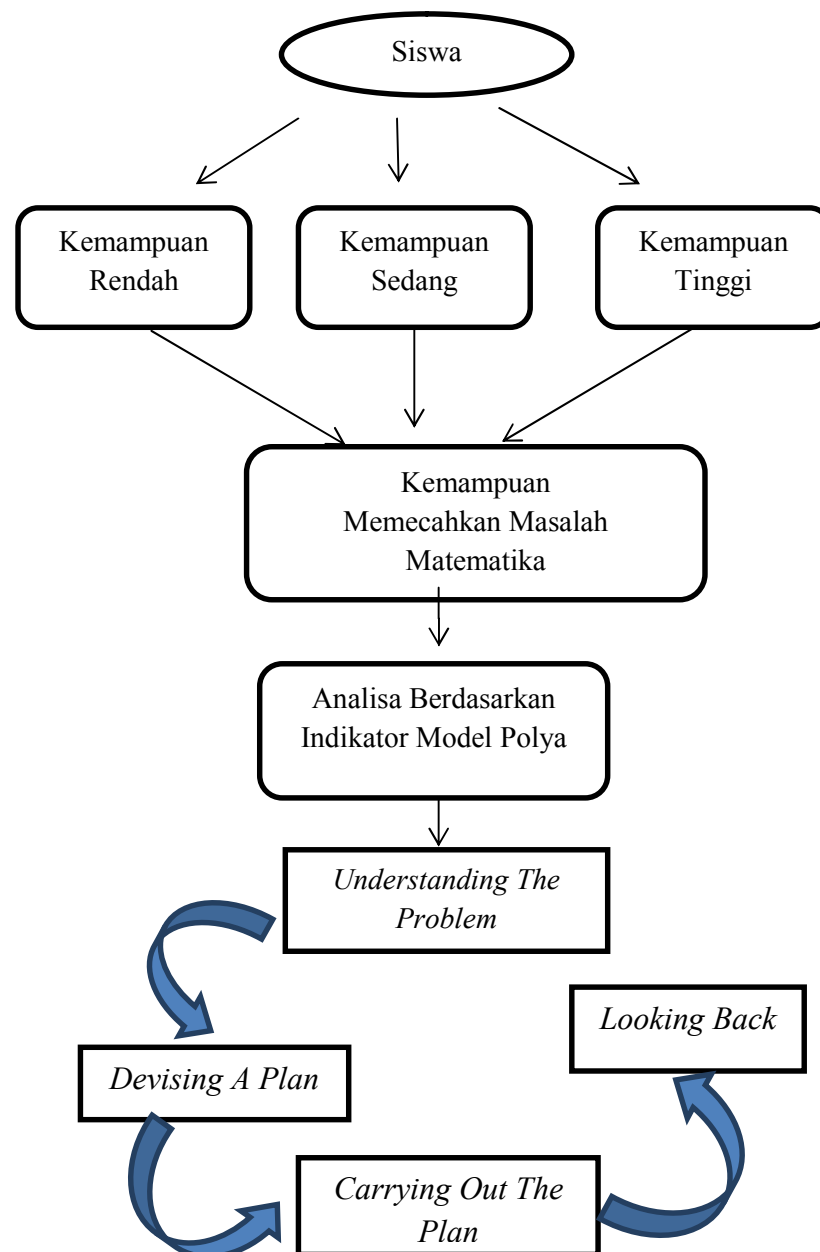 Siswa
Kemampuan
Rendah
Kemampuan
Sedang
Kemampuan
Tinggi
Kemampuan
Memecahkan Masalah
Matematika
Analisa Berdasarkan
Indikator Model Polya
Understanding The
Problem
Looking Back
Devising A Plan
Carrying Out The
Plan